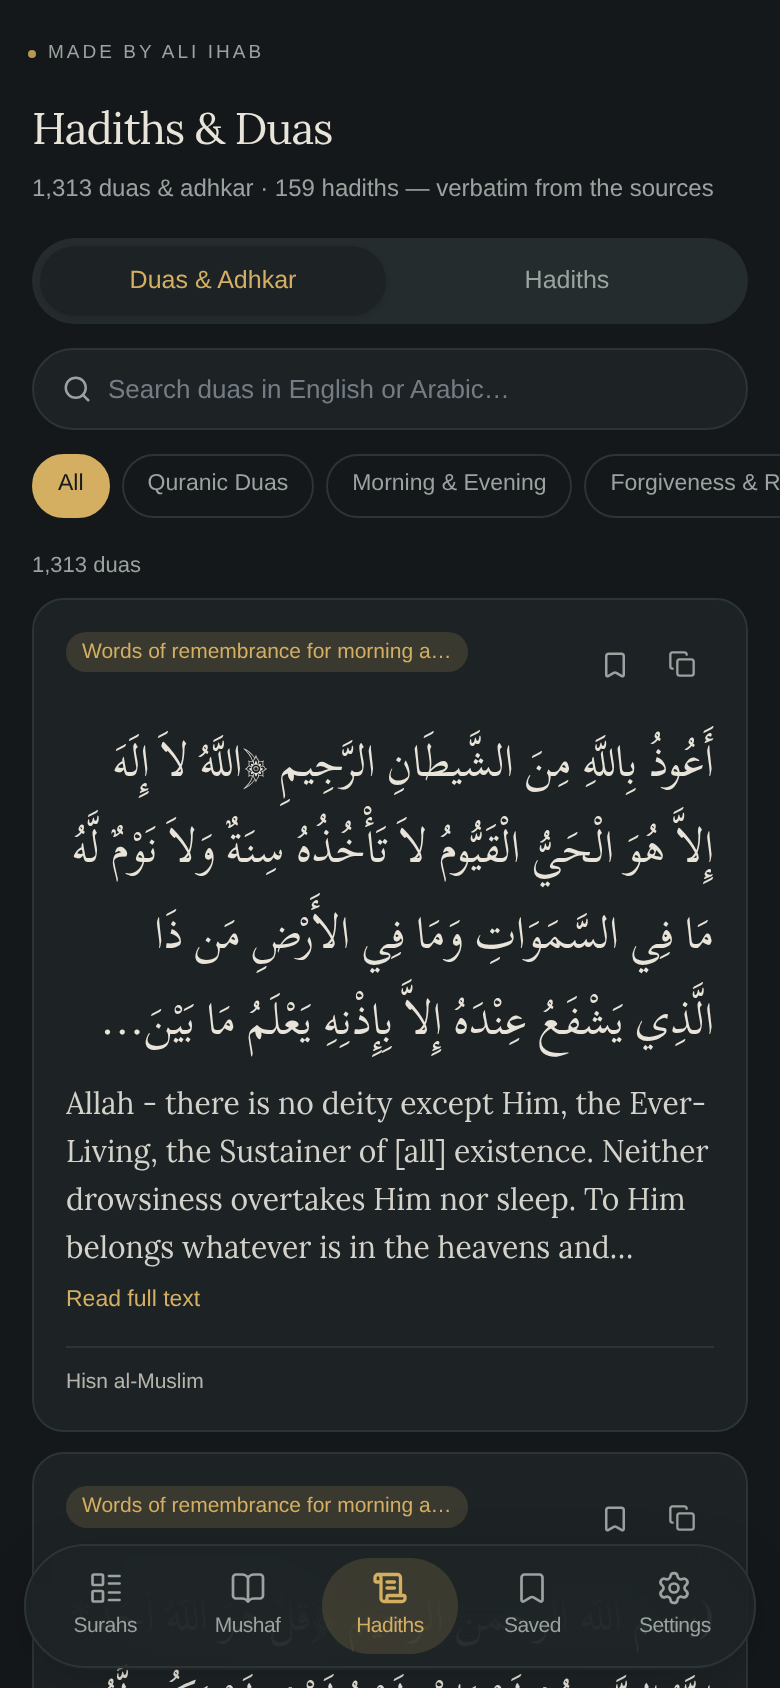 MADE BY ALI IHAB
Hadiths & Duas
1,313 duas & adhkar · 159 hadiths — verbatim from the sources
Duas & Adhkar
Hadiths
Search duas in English or Arabic…
All
Quranic Duas
Morning & Evening
Forgiveness & R
1,313 duas
Words of remembrance for morning a…
أَعُوذُ بِاللَّهِ مِنَ الشَّيطَانِ الرَّجِيمِ ﴿اللَّهُ لاَ إِلَهَ
إِلاَّ هُوَ الْحَيُّ الْقَيُّومُ لاَ تَأْخُذُهُ سِنَةٌ وَلاَ نَوْمٌ لَّهُ
مَا فِي السَّمَوَاتِ وَمَا فِي الأَرْضِ مَن ذَا
الَّذِي يَشْفَعُ عِنْدَهُ إِلاَّ بِإِذْنِهِ يَعْلَمُ مَا بَيْنَ…
Allah - there is no deity except Him, the Ever-
Living, the Sustainer of [all] existence. Neither
drowsiness overtakes Him nor sleep. To Him
belongs whatever is in the heavens and…
Read full text
Hisn al-Muslim
Words of remembrance for morning a…
Surahs
Mushaf
Hadiths
Saved
Settings